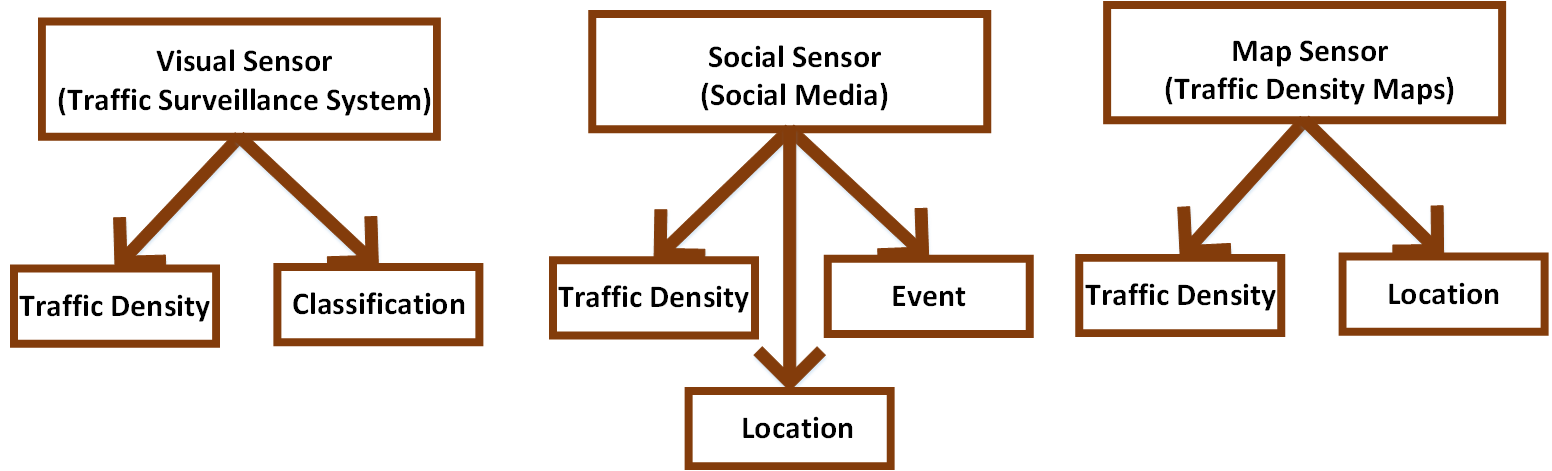 Visual Sensor
(Traffic Surveillance System)
Traffic Density
Classification
Social Sensor
(Social Media)
Traffic Density
Event
Location
Map Sensor
(Traffic Density Maps)
Traffic Density
Location